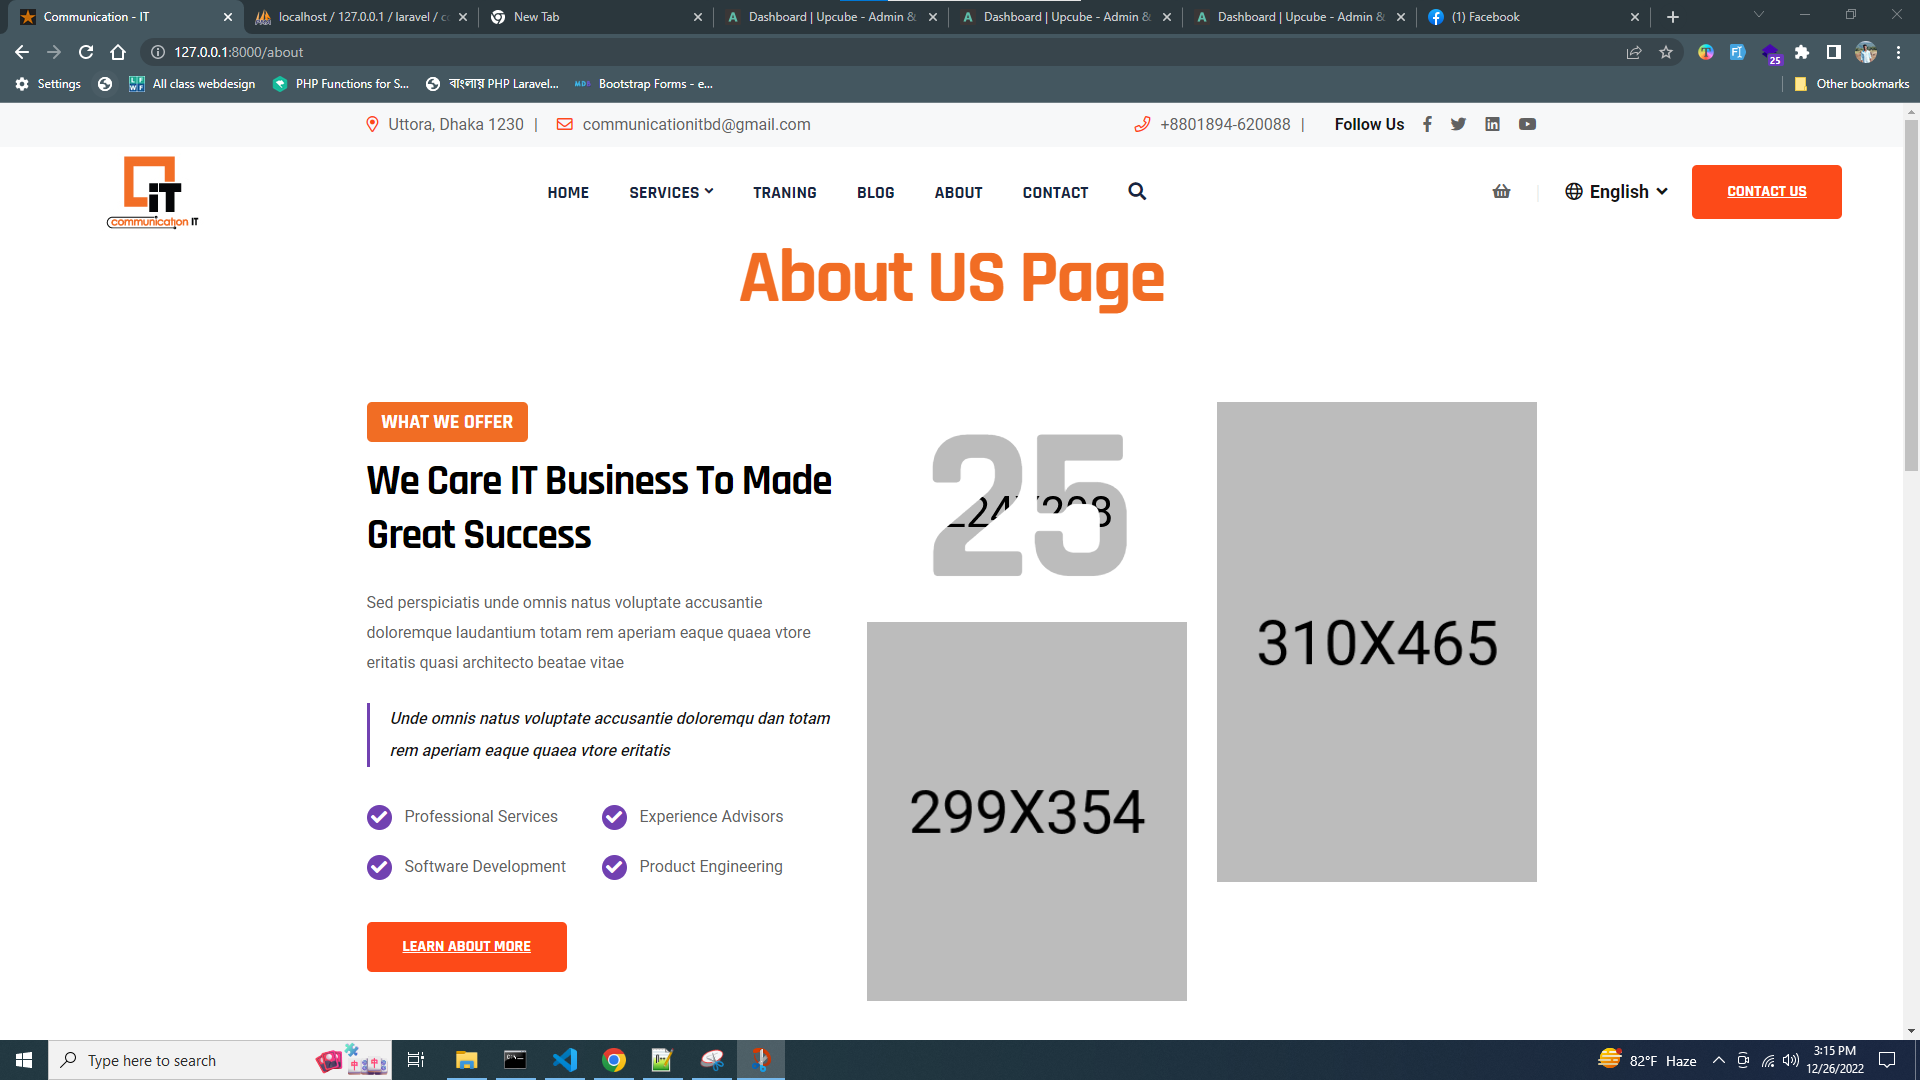 Communication - IT
localhost / 127.0.0.1 / laravel / c
New Tab
Dashboard | Upcube - Admin &
Dashboard | Upcube - Admin &
Dashboard | Upcube - Admin &
(1) Facebook
127.0.0.1:8000/about
25
Settings
All class webdesign
PHP Functions for S...
বাংলায় PHP Laravel...
Bootstrap Forms - e...
Other bookmarks
Uttora, Dhaka 1230 |
communicationitbd@gmail.com
+8801894-620088 |
Follow Us
iT
communication IT
HOME
SERVICES
TRANING
BLOG
ABOUT
CONTACT
English
CONTACT US
About US Page
WHAT WE OFFER
We Care IT Business To Made
Great Success
Sed perspiciatis unde omnis natus voluptate accusantie
doloremque laudantium totam rem aperiam eaque quaea vtore
eritatis quasi architecto beatae vitae
Unde omnis natus voluptate accusantie doloremqu dan totam
rem aperiam eaque quaea vtore eritatis
Professional Services
Experience Advisors
Software Development
Product Engineering
LEARN ABOUT MORE
25
299X354
310X465
Type here to search
82°F Haze
3:15 PM
12/26/2022